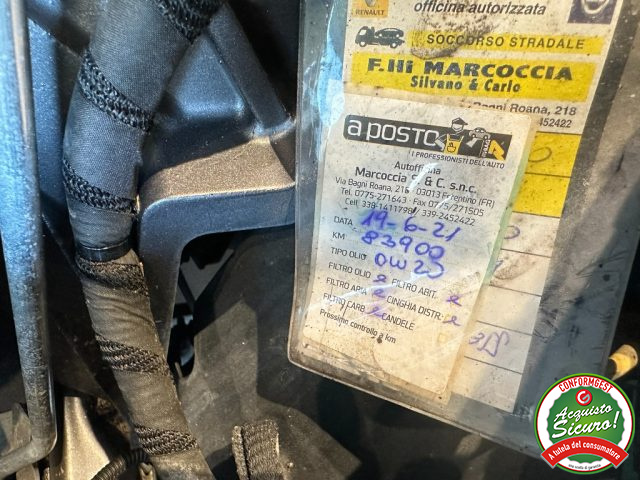 RENAULT
officina autorizzata
SOCCORSO STRADALE
F.lli MARCOCCIA
Silvano & Carlo
Bagni Roana, 218
2452422
a posto
I PROFESSIONISTI DELL'AUTO
Autofficina
Marcoccia S. & C. s.n.c.
Via Bagni Roana, 218 - 03013 Ferentino (FR)
Tel. 0775-271643 - Fax 0775/271505
Cell. 338-1411798 / 339-2452422
DATA 19-6-21
KM 83900
TIPO OLIO 0W20
FILTRO OLIO FILTRO ABIT.
FILTRO ARIA CINGHIA DISTR.
FILTRO CARB. CANDELE
Prossimo controllo a km
CONFORMGEST
Acquisto
Sicuro!
A tutela del consumatore